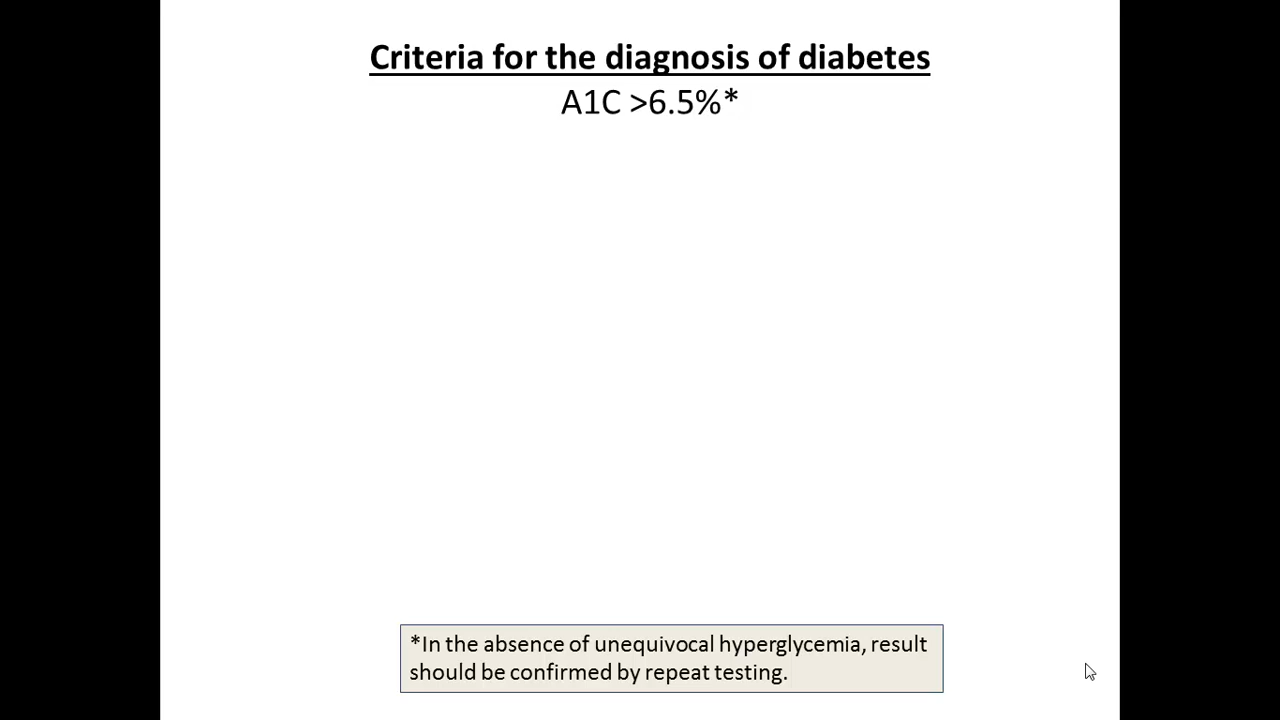 Criteria for the diagnosis of diabetes
A1C >6.5%*
*In the absence of unequivocal hyperglycemia, result
should be confirmed by repeat testing.